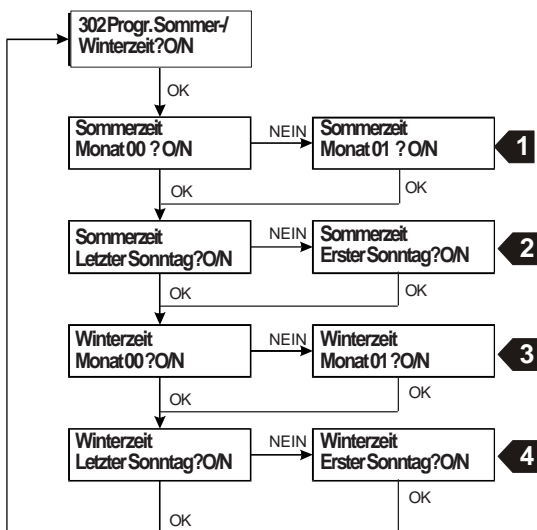 302 Progr. Sommer-/
Winterzeit? O/N
OK
Sommerzeit
Monat 00 ? O/N
NEIN
Sommerzeit
Monat 01 ? O/N
1
OK
OK
Sommerzeit
Letzter Sonntag? O/N
NEIN
Sommerzeit
Erster Sonntag? O/N
2
OK
OK
Winterzeit
Monat 00 ? O/N
NEIN
Winterzeit
Monat 01 ? O/N
3
OK
OK
Winterzeit
Letzter Sonntag? O/N
NEIN
Winterzeit
Erster Sonntag? O/N
4
OK
OK